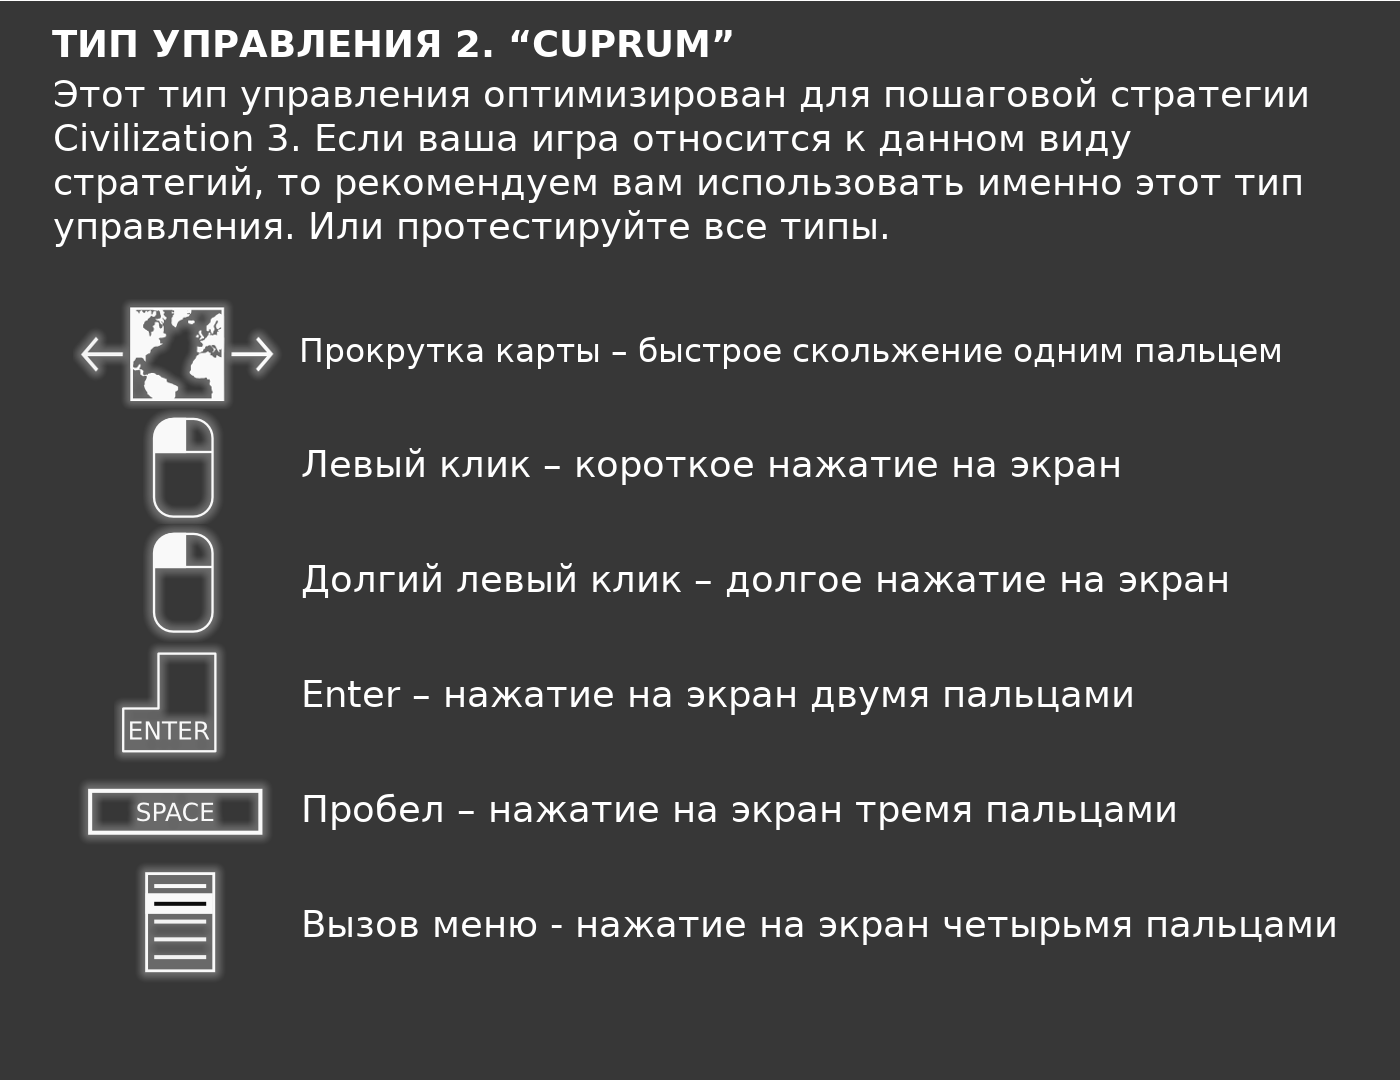 ТИП УПРАВЛЕНИЯ 2. “CUPRUM”
Этот тип управления оптимизирован для пошаговой стратегии
Civilization 3. Если ваша игра относится к данном виду
стратегий, то рекомендуем вам использовать именно этот тип
управления. Или протестируйте все типы.
Прокрутка карты – быстрое скольжение одним пальцем
Левый клик – короткое нажатие на экран
Долгий левый клик – долгое нажатие на экран
Enter – нажатие на экран двумя пальцами
ENTER
SPACE
Пробел – нажатие на экран тремя пальцами
Вызов меню - нажатие на экран четырьмя пальцами